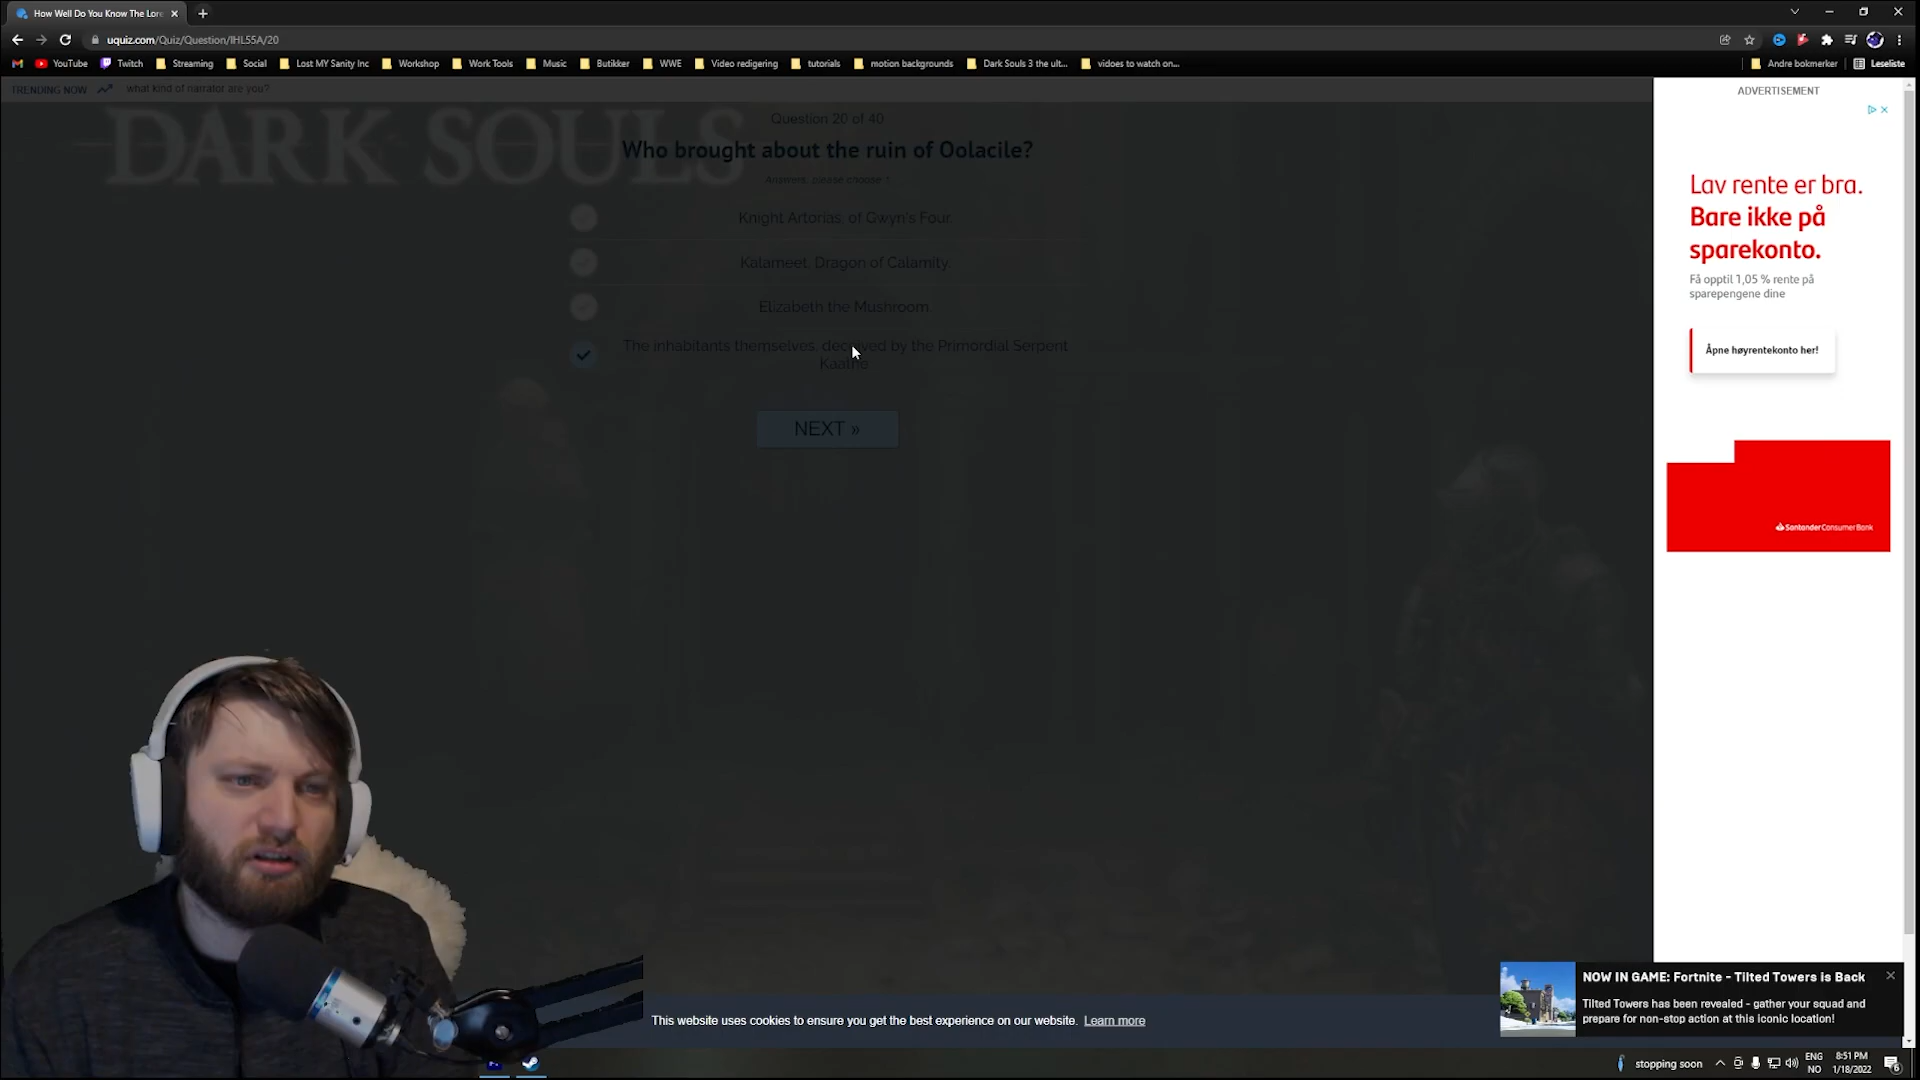 How Well Do You Know The Lore
uquiz.com/Quiz/Question/IHL55A/20
YouTube
Twitch
Streaming
Social
Lost MY Sanity Inc
Workshop
Work Tools
Music
Butikker
WWE
Video redigering
tutorials
motion backgrounds
Dark Souls 3 the ult...
vidoes to watch on...
Andre bokmerker
Leseliste
TRENDING NOW
what kind of narrator are you?
DARK SOULS
Question 20 of 40
Who brought about the ruin of Oolacile?
Answers, please choose 1
Knight Artorias, of Gwyn's Four.
Kalameet, Dragon of Calamity.
Elizabeth the Mushroom.
The inhabitants themselves, deceived by the Primordial Serpent
NEXT »
ADVERTISEMENT
Lav rente er bra.
Bare ikke på
sparekonto.
Få opptil 1,05 % rente på
sparepengene dine
Åpne høyrentekonto her!
Santander Consumer Bank
NOW IN GAME: Fortnite - Tilted Towers is Back
Tilted Towers has been revealed - gather your squad and
prepare for non-stop action at this iconic location!
This website uses cookies to ensure you get the best experience on our website. Learn more
stopping soon
ENG
NO
8:51 PM
1/18/2022
6